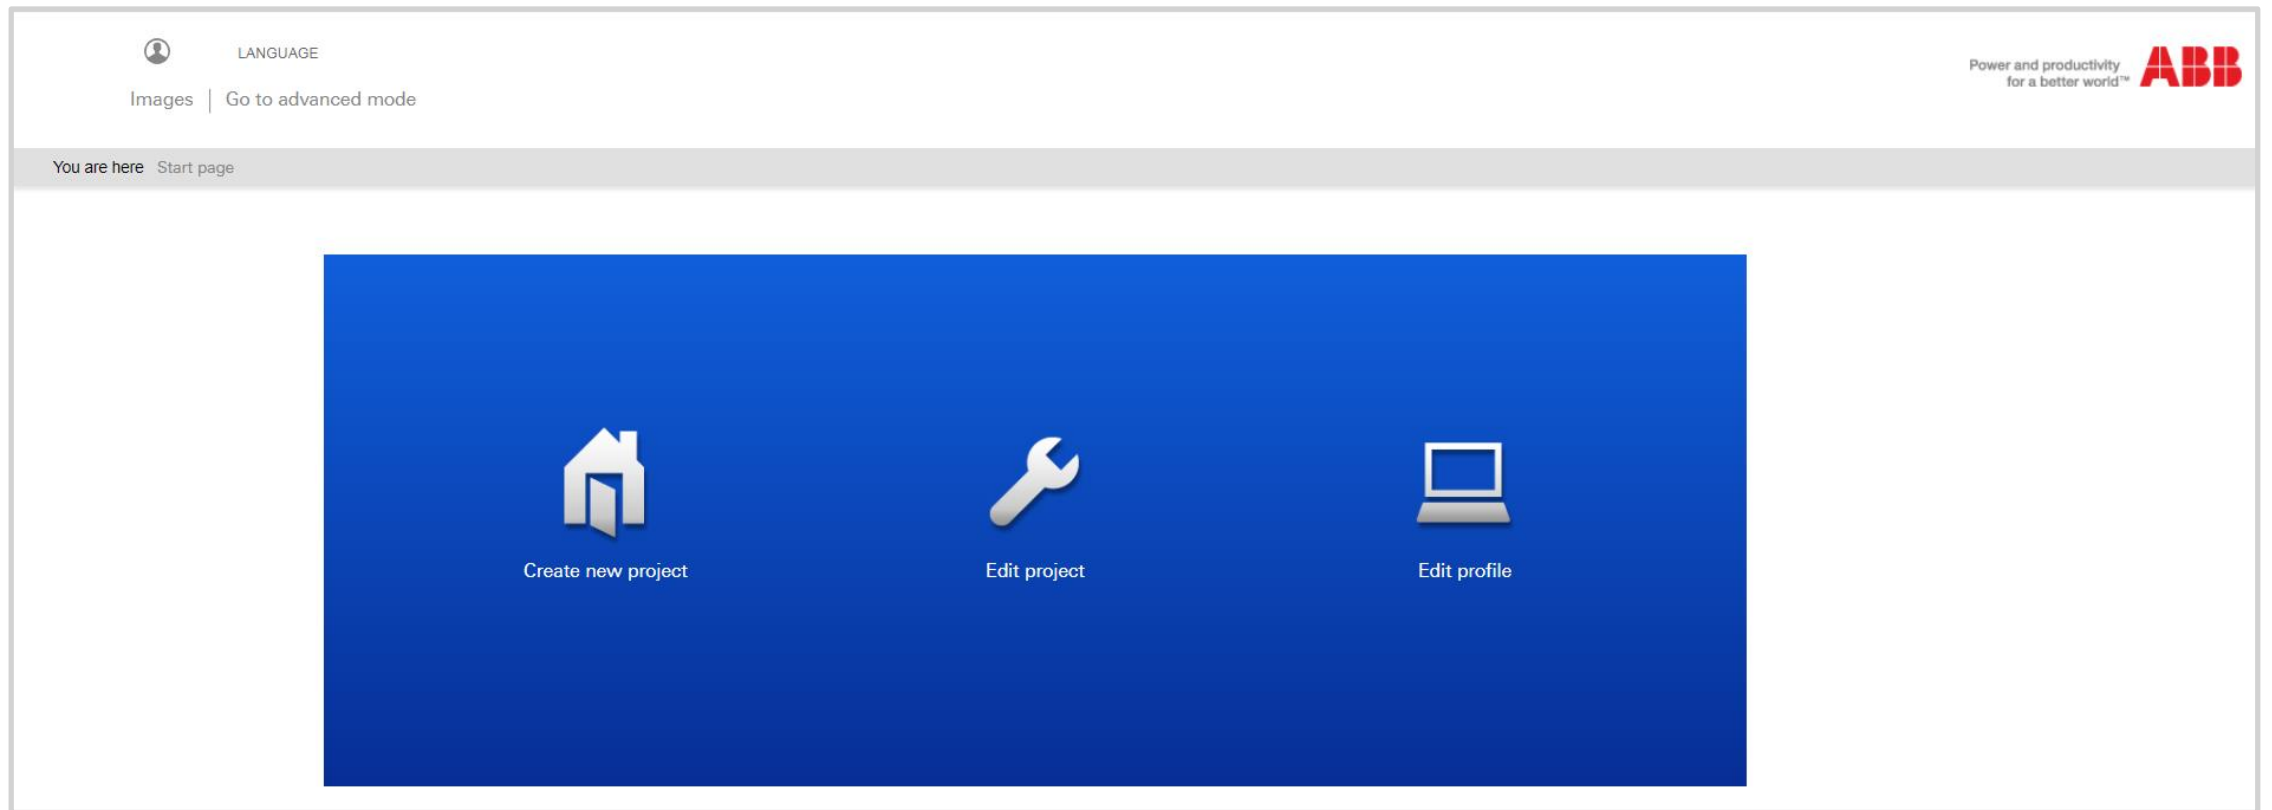 LANGUAGE
Images | Go to advanced mode
Power and productivity
for a better world™
ABB
You are here Start page
Create new project
Edit project
Edit profile